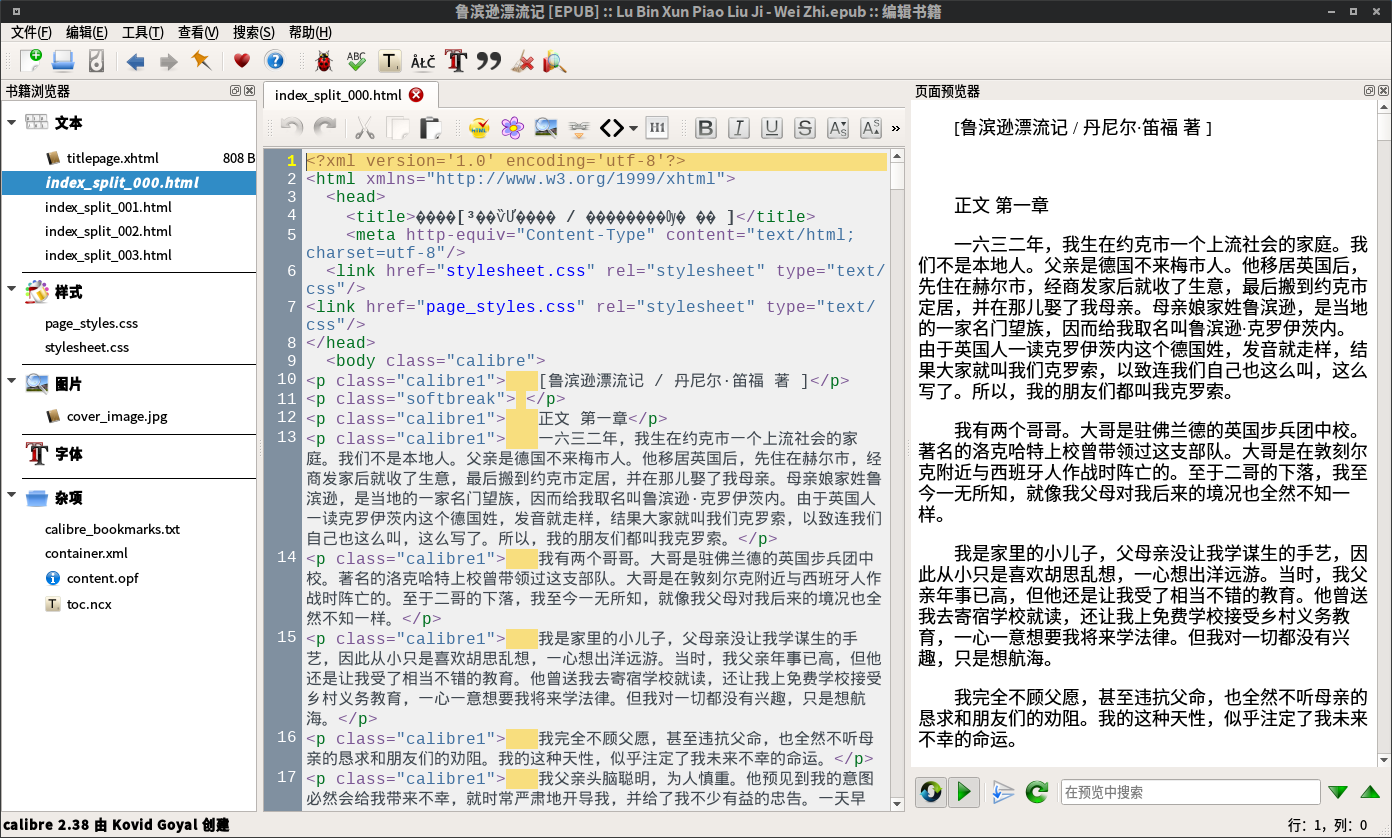 鲁滨逊漂流记 [EPUB] :: Lu Bin Xun Piao Liu Ji - Wei Zhi.epub :: 编辑书籍
文件(F) 编辑(E) 工具(T) 查看(V) 搜索(S) 帮助(H)
书籍浏览器
文本
titlepage.xhtml 808 B
index_split_000.html
index_split_001.html
index_split_002.html
index_split_003.html
样式
page_styles.css
stylesheet.css
图片
cover_image.jpg
字体
杂项
calibre_bookmarks.txt
container.xml
content.opf
toc.ncx
index_split_000.html
1 <?xml version='1.0' encoding='utf-8'?>
2 <html xmlns="http://www.w3.org/1999/xhtml">
3 <head>
4 <title>����[³��ѷƯ���� / ��������Ѹ� �� ]</title>
5 <meta http-equiv="Content-Type" content="text/html;
charset=utf-8"/>
6 <link href="stylesheet.css" rel="stylesheet" type="text/
css"/>
7 <link href="page_styles.css" rel="stylesheet" type="text/
css"/>
8 </head>
9 <body class="calibre">
10 <p class="calibre1"> [鲁滨逊漂流记 / 丹尼尔·笛福 著 ]</p>
11 <p class="softbreak"> </p>
12 <p class="calibre1"> 正文 第一章</p>
13 <p class="calibre1"> 一六三二年，我生在约克市一个上流社会的家
庭。我们不是本地人。父亲是德国不来梅市人。他移居英国后，先住在赫尔市，经
商发家后就收了生意，最后搬到约克市定居，并在那儿娶了我母亲。母亲娘家姓鲁
滨逊，是当地的一家名门望族，因而给我取名叫鲁滨逊·克罗伊茨内。由于英国人
一读克罗伊茨内这个德国姓，发音就走样，结果大家就叫我们克罗索，以致连我们
自己也这么叫，这么写了。所以，我的朋友们都叫我克罗索。</p>
14 <p class="calibre1"> 我有两个哥哥。大哥是驻佛兰德的英国步兵团中
校。著名的洛克哈特上校曾带领过这支部队。大哥是在敦刻尔克附近与西班牙人作
战时阵亡的。至于二哥的下落，我至今一无所知，就像我父母对我后来的境况也全
然不知一样。</p>
15 <p class="calibre1"> 我是家里的小儿子，父母亲没让我学谋生的手
艺，因此从小只是喜欢胡思乱想，一心想出洋远游。当时，我父亲年事已高，但他
还是让我受了相当不错的教育。他曾送我去寄宿学校就读，还让我上免费学校接受
乡村义务教育，一心一意想要我将来学法律。但我对一切都没有兴趣，只是想航
海。</p>
16 <p class="calibre1"> 我完全不顾父愿，甚至违抗父命，也全然不听母
亲的恳求和朋友们的劝阻。我的这种天性，似乎注定了我未来不幸的命运。</p>
17 <p class="calibre1"> 我父亲头脑聪明，为人慎重。他预见到我的意图
必然会给我带来不幸，就时常严肃地开导我，并给了我不少有益的忠告。一天早
页面预览器
[鲁滨逊漂流记 / 丹尼尔·笛福 著 ]
正文 第一章
一六三二年，我生在约克市一个上流社会的家庭。我
们不是本地人。父亲是德国不来梅市人。他移居英国后，
先住在赫尔市，经商发家后就收了生意，最后搬到约克市
定居，并在那儿娶了我母亲。母亲娘家姓鲁滨逊，是当地
的一家名门望族，因而给我取名叫鲁滨逊·克罗伊茨内。
由于英国人一读克罗伊茨内这个德国姓，发音就走样，结
果大家就叫我们克罗索，以致连我们自己也这么叫，这么
写了。所以，我的朋友们都叫我克罗索。
我有两个哥哥。大哥是驻佛兰德的英国步兵团中校。
著名的洛克哈特上校曾带领过这支部队。大哥是在敦刻尔
克附近与西班牙人作战时阵亡的。至于二哥的下落，我至
今一无所知，就像我父母对我后来的境况也全然不知一
样。
我是家里的小儿子，父母亲没让我学谋生的手艺，因
此从小只是喜欢胡思乱想，一心想出洋远游。当时，我父
亲年事已高，但他还是让我受了相当不错的教育。他曾送
我去寄宿学校就读，还让我上免费学校接受乡村义务教
育，一心一意想要我将来学法律。但我对一切都没有兴
趣，只是想航海。
我完全不顾父愿，甚至违抗父命，也全然不听母亲的
恳求和朋友们的劝阻。我的这种天性，似乎注定了我未来
不幸的命运。
在预览中搜索
calibre 2.38 由 Kovid Goyal 创建
行：1，列：0